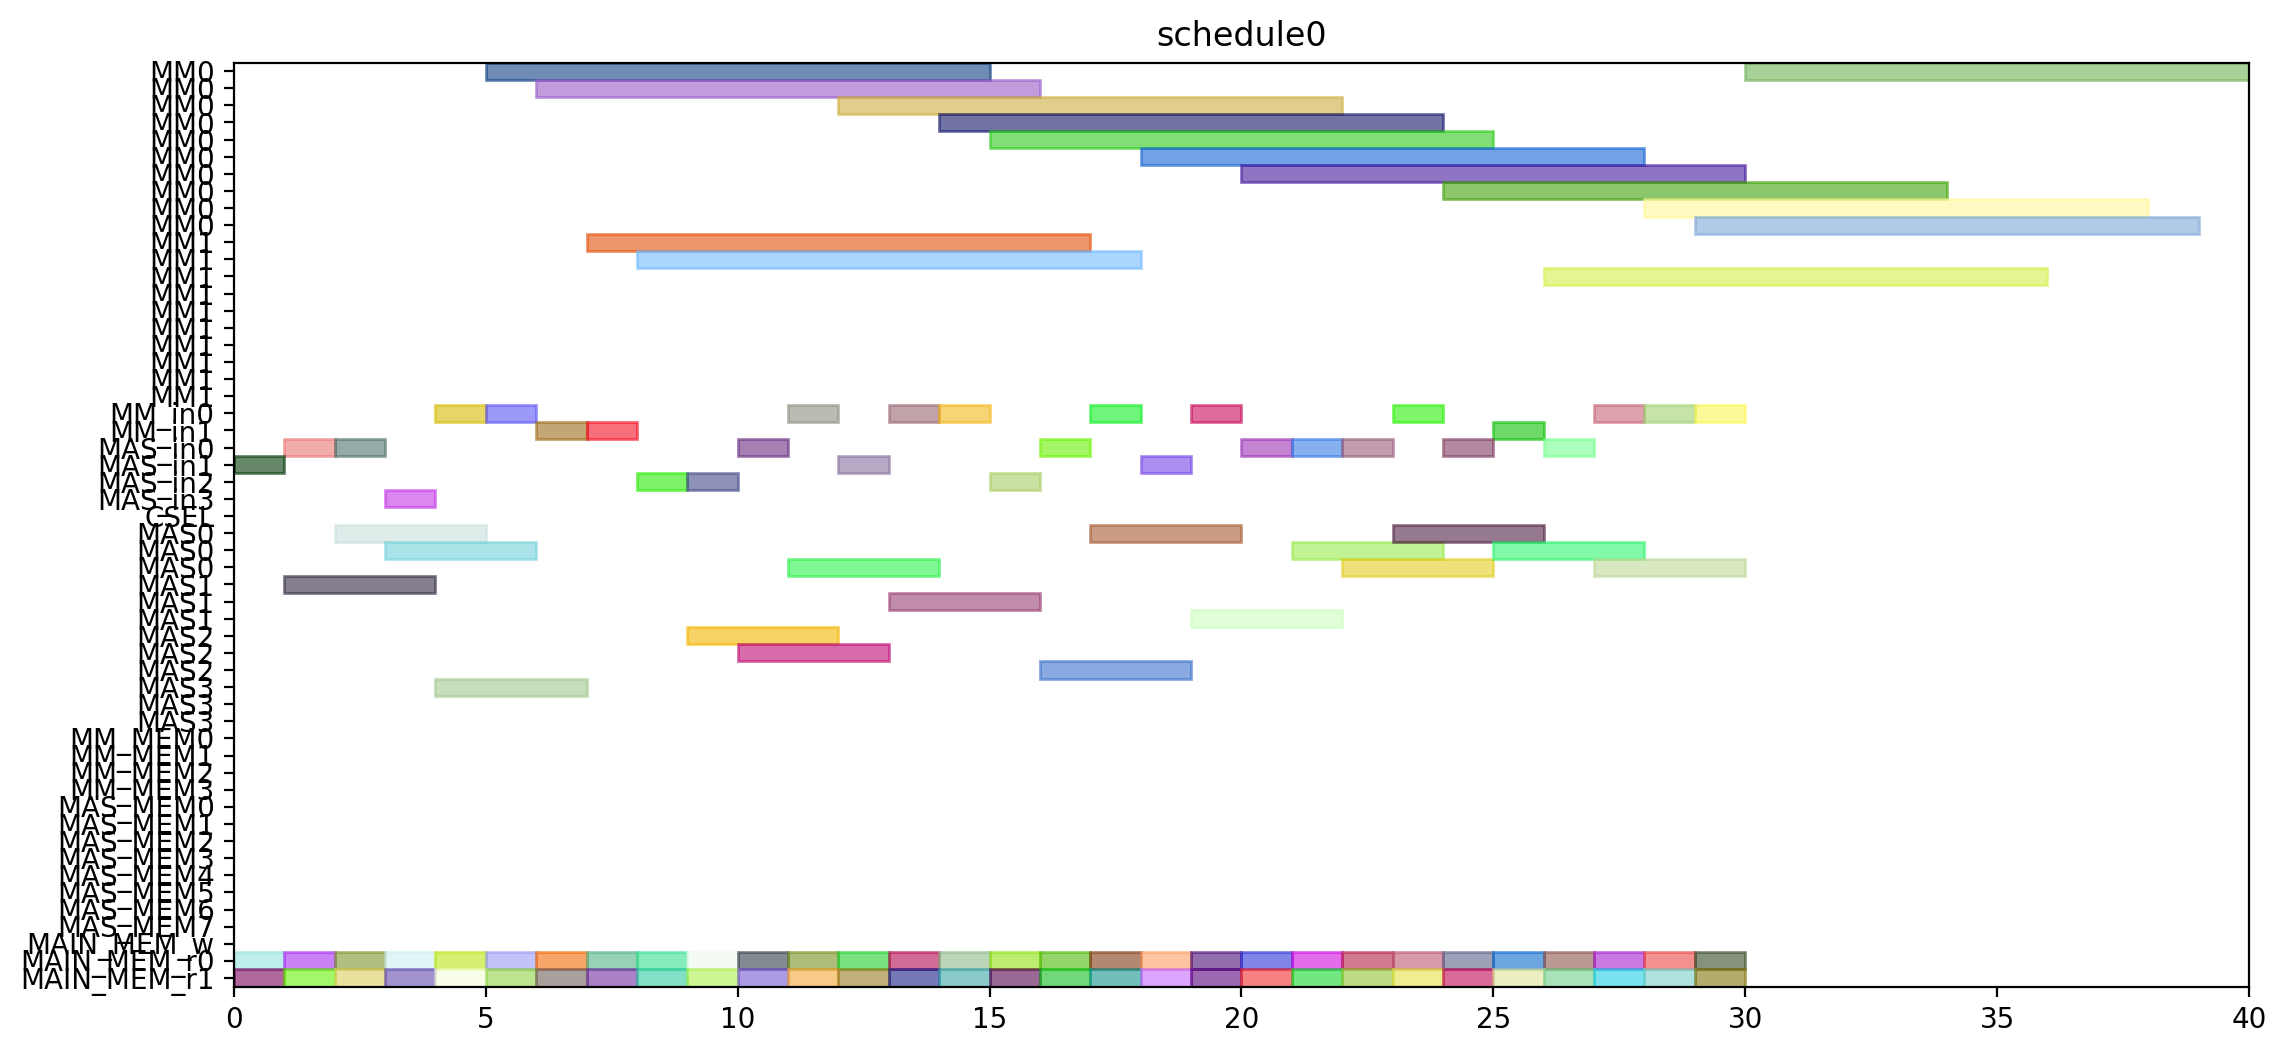 schedule0
MM0
MM0
MM0
MM0
MM0
MM0
MM0
MM0
MM0
MM0
MM1
MM1
MM1
MM1
MM1
MM1
MM1
MM1
MM1
MM1
MM_in0
MM_in1
MAS_in0
MAS_in1
MAS_in2
MAS_in3
CSEL
MAS0
MAS0
MAS0
MAS1
MAS1
MAS1
MAS2
MAS2
MAS2
MAS3
MAS3
MAS3
MM_MEM0
MM_MEM1
MM_MEM2
MM_MEM3
MAS_MEM0
MAS_MEM1
MAS_MEM2
MAS_MEM3
MAS_MEM4
MAS_MEM5
MAS_MEM6
MAS_MEM7
MAIN_MEM_w
MAIN_MEM_r0
MAIN_MEM_r1
0 5 10 15 20 25 30 35 40